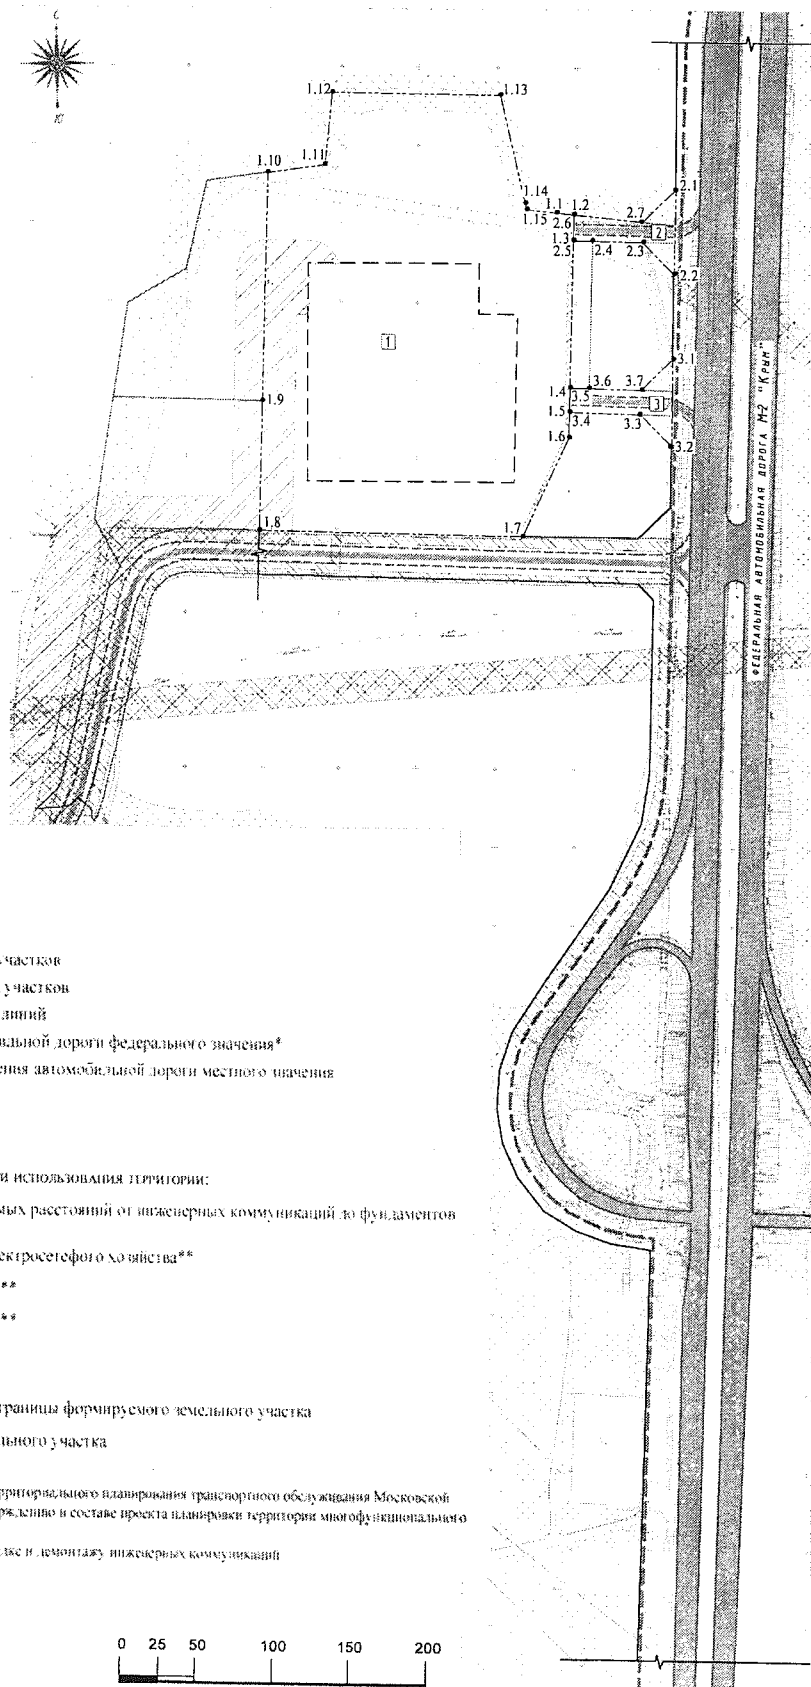 С
Ю
1.12
1.13
1.11
1.10
1.14
1.15
1.1
1.2
2.1
2.6
2.7
2
1.3
2.5
2.4
2.3
2.2
1
3.1
1.4
3.6
3.7
1.9
3.5
3
1.5
3.4
3.3
1.6
3.2
1.8
1.7
ФЕДЕРАЛЬНАЯ АВТОМОБИЛЬНАЯ ДОРОГА М-2 "КРЫМ"
участков
участков
линий
ильной дороги федерального значения*
ения автомобильной дороги местного значения
и использования территории:
мых расстояний от инженерных коммуникаций до фундаментов
ектросетефого хозяйства**
**
**
границы формируемого земельного участка
льного участка
рриториального планирования транспортного обслуживания Московской
рждению в составе проекта планировки территории многофункционального
дке и демонтажу инженерных коммуникаций
0 25 50 100 150 200